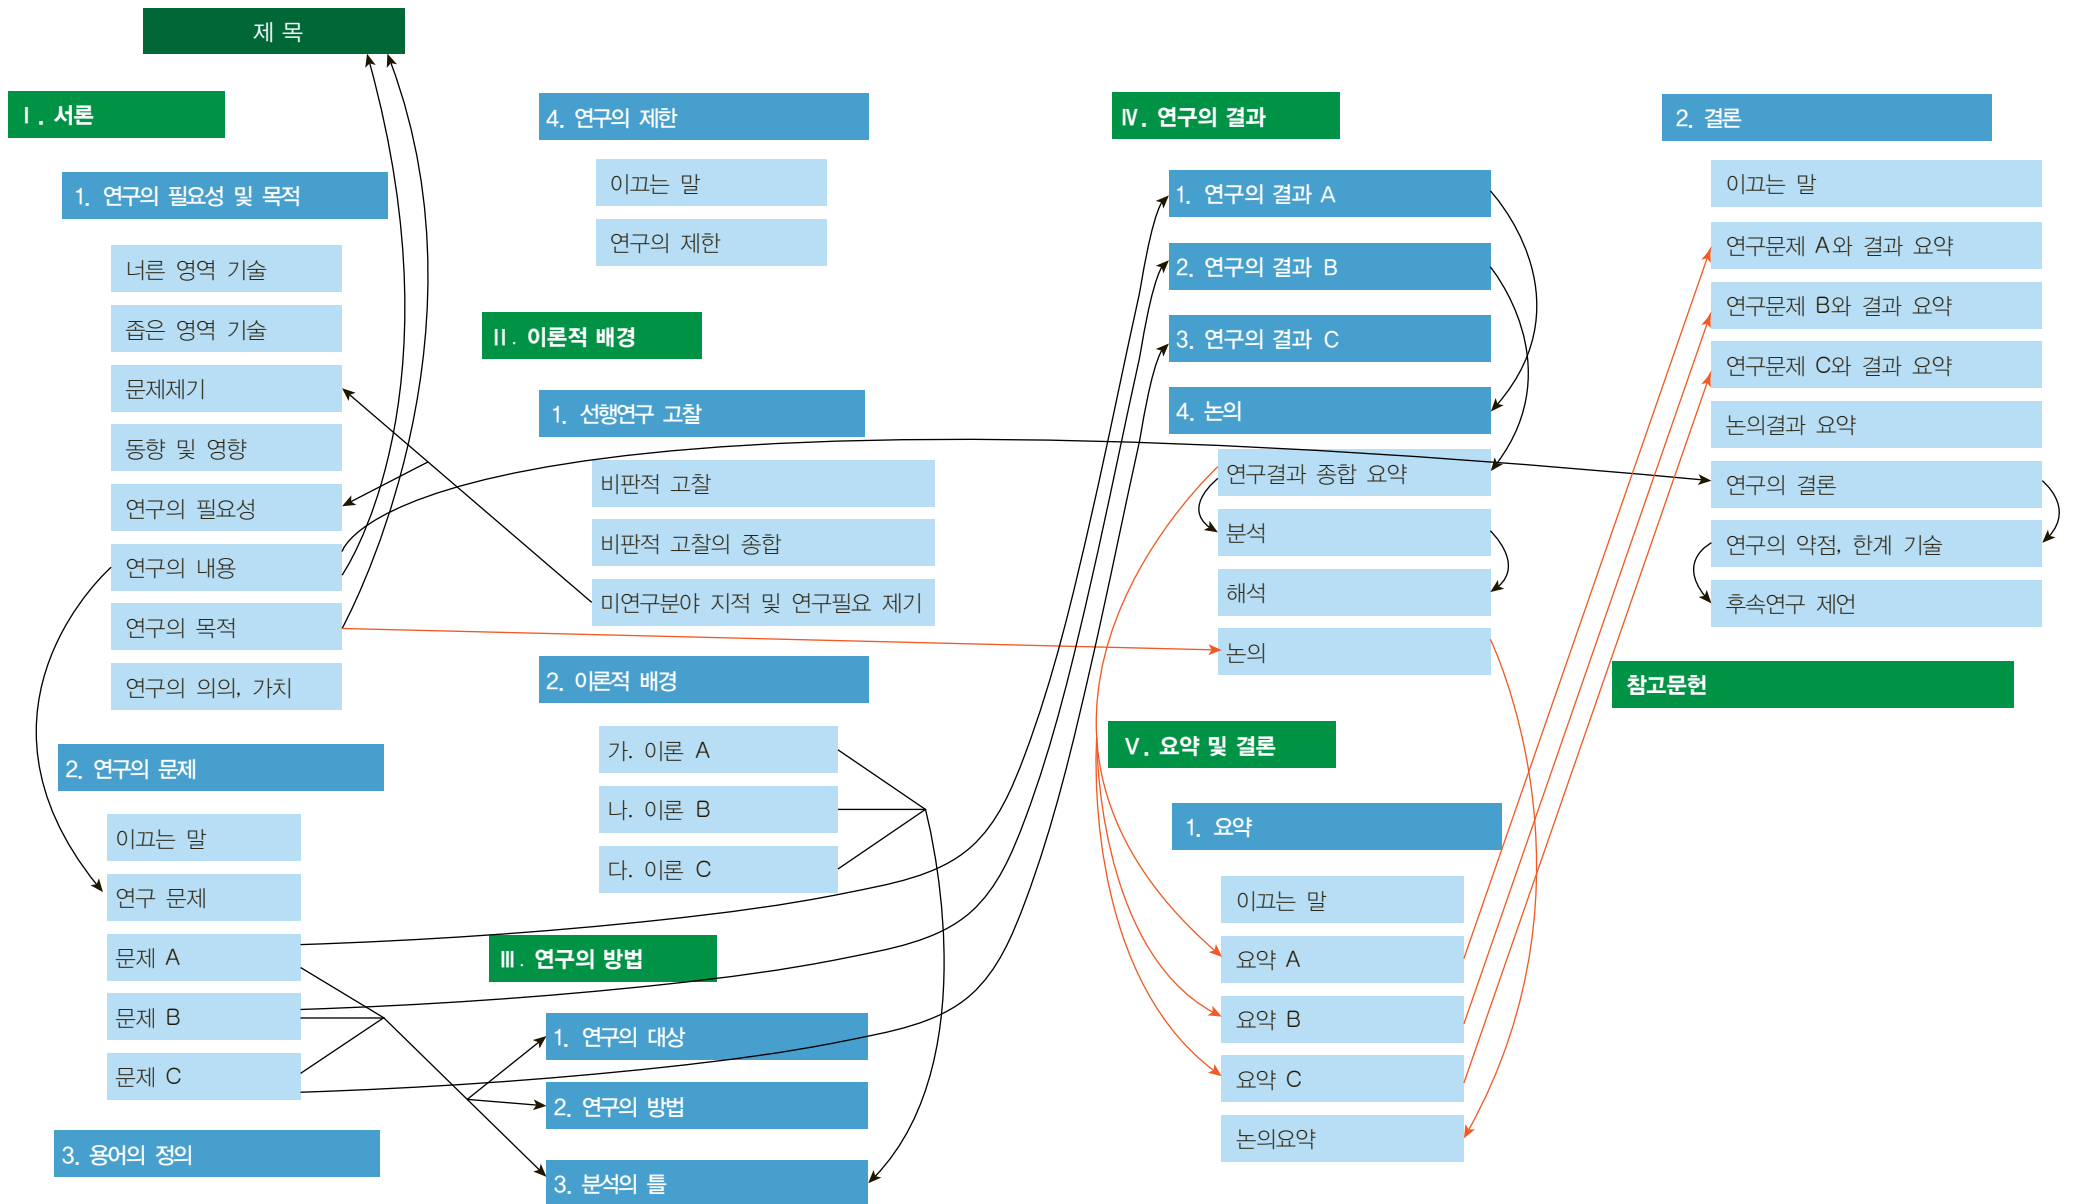 제 목
Ⅰ. 서론
1. 연구의 필요성 및 목적
너른 영역 기술
좁은 영역 기술
문제제기
동향 및 영향
연구의 필요성
연구의 내용
연구의 목적
연구의 의의, 가치
2. 연구의 문제
이끄는 말
연구 문제
문제 A
문제 B
문제 C
3. 용어의 정의
4. 연구의 제한
이끄는 말
연구의 제한
Ⅱ. 이론적 배경
1. 선행연구 고찰
비판적 고찰
비판적 고찰의 종합
미연구분야 지적 및 연구필요 제기
2. 이론적 배경
가. 이론 A
나. 이론 B
다. 이론 C
Ⅲ. 연구의 방법
1. 연구의 대상
2. 연구의 방법
3. 분석의 틀
Ⅳ. 연구의 결과
1. 연구의 결과 A
2. 연구의 결과 B
3. 연구의 결과 C
4. 논의
연구결과 종합 요약
분석
해석
논의
Ⅴ. 요약 및 결론
1. 요약
이끄는 말
요약 A
요약 B
요약 C
논의요약
2. 결론
이끄는 말
연구문제 A와 결과 요약
연구문제 B와 결과 요약
연구문제 C와 결과 요약
논의결과 요약
연구의 결론
연구의 약점, 한계 기술
후속연구 제언
참고문헌